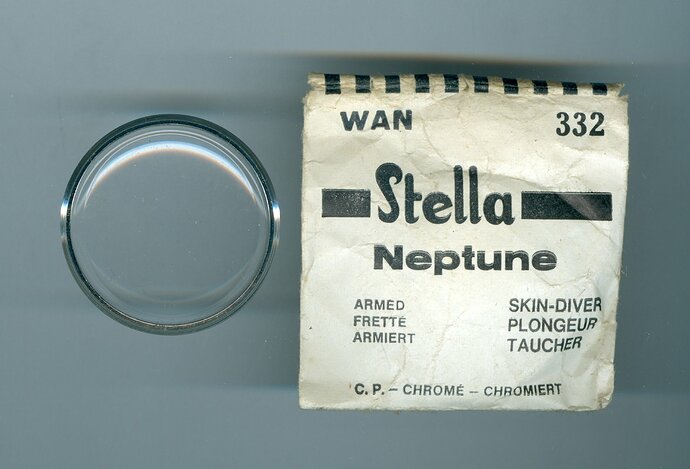 WAN 332
Stella
Neptune
ARMED SKIN-DIVER
FRETTÉ PLONGEUR
ARMIERT TAUCHER
C.P. – CHROMÉ – CHROMIERT